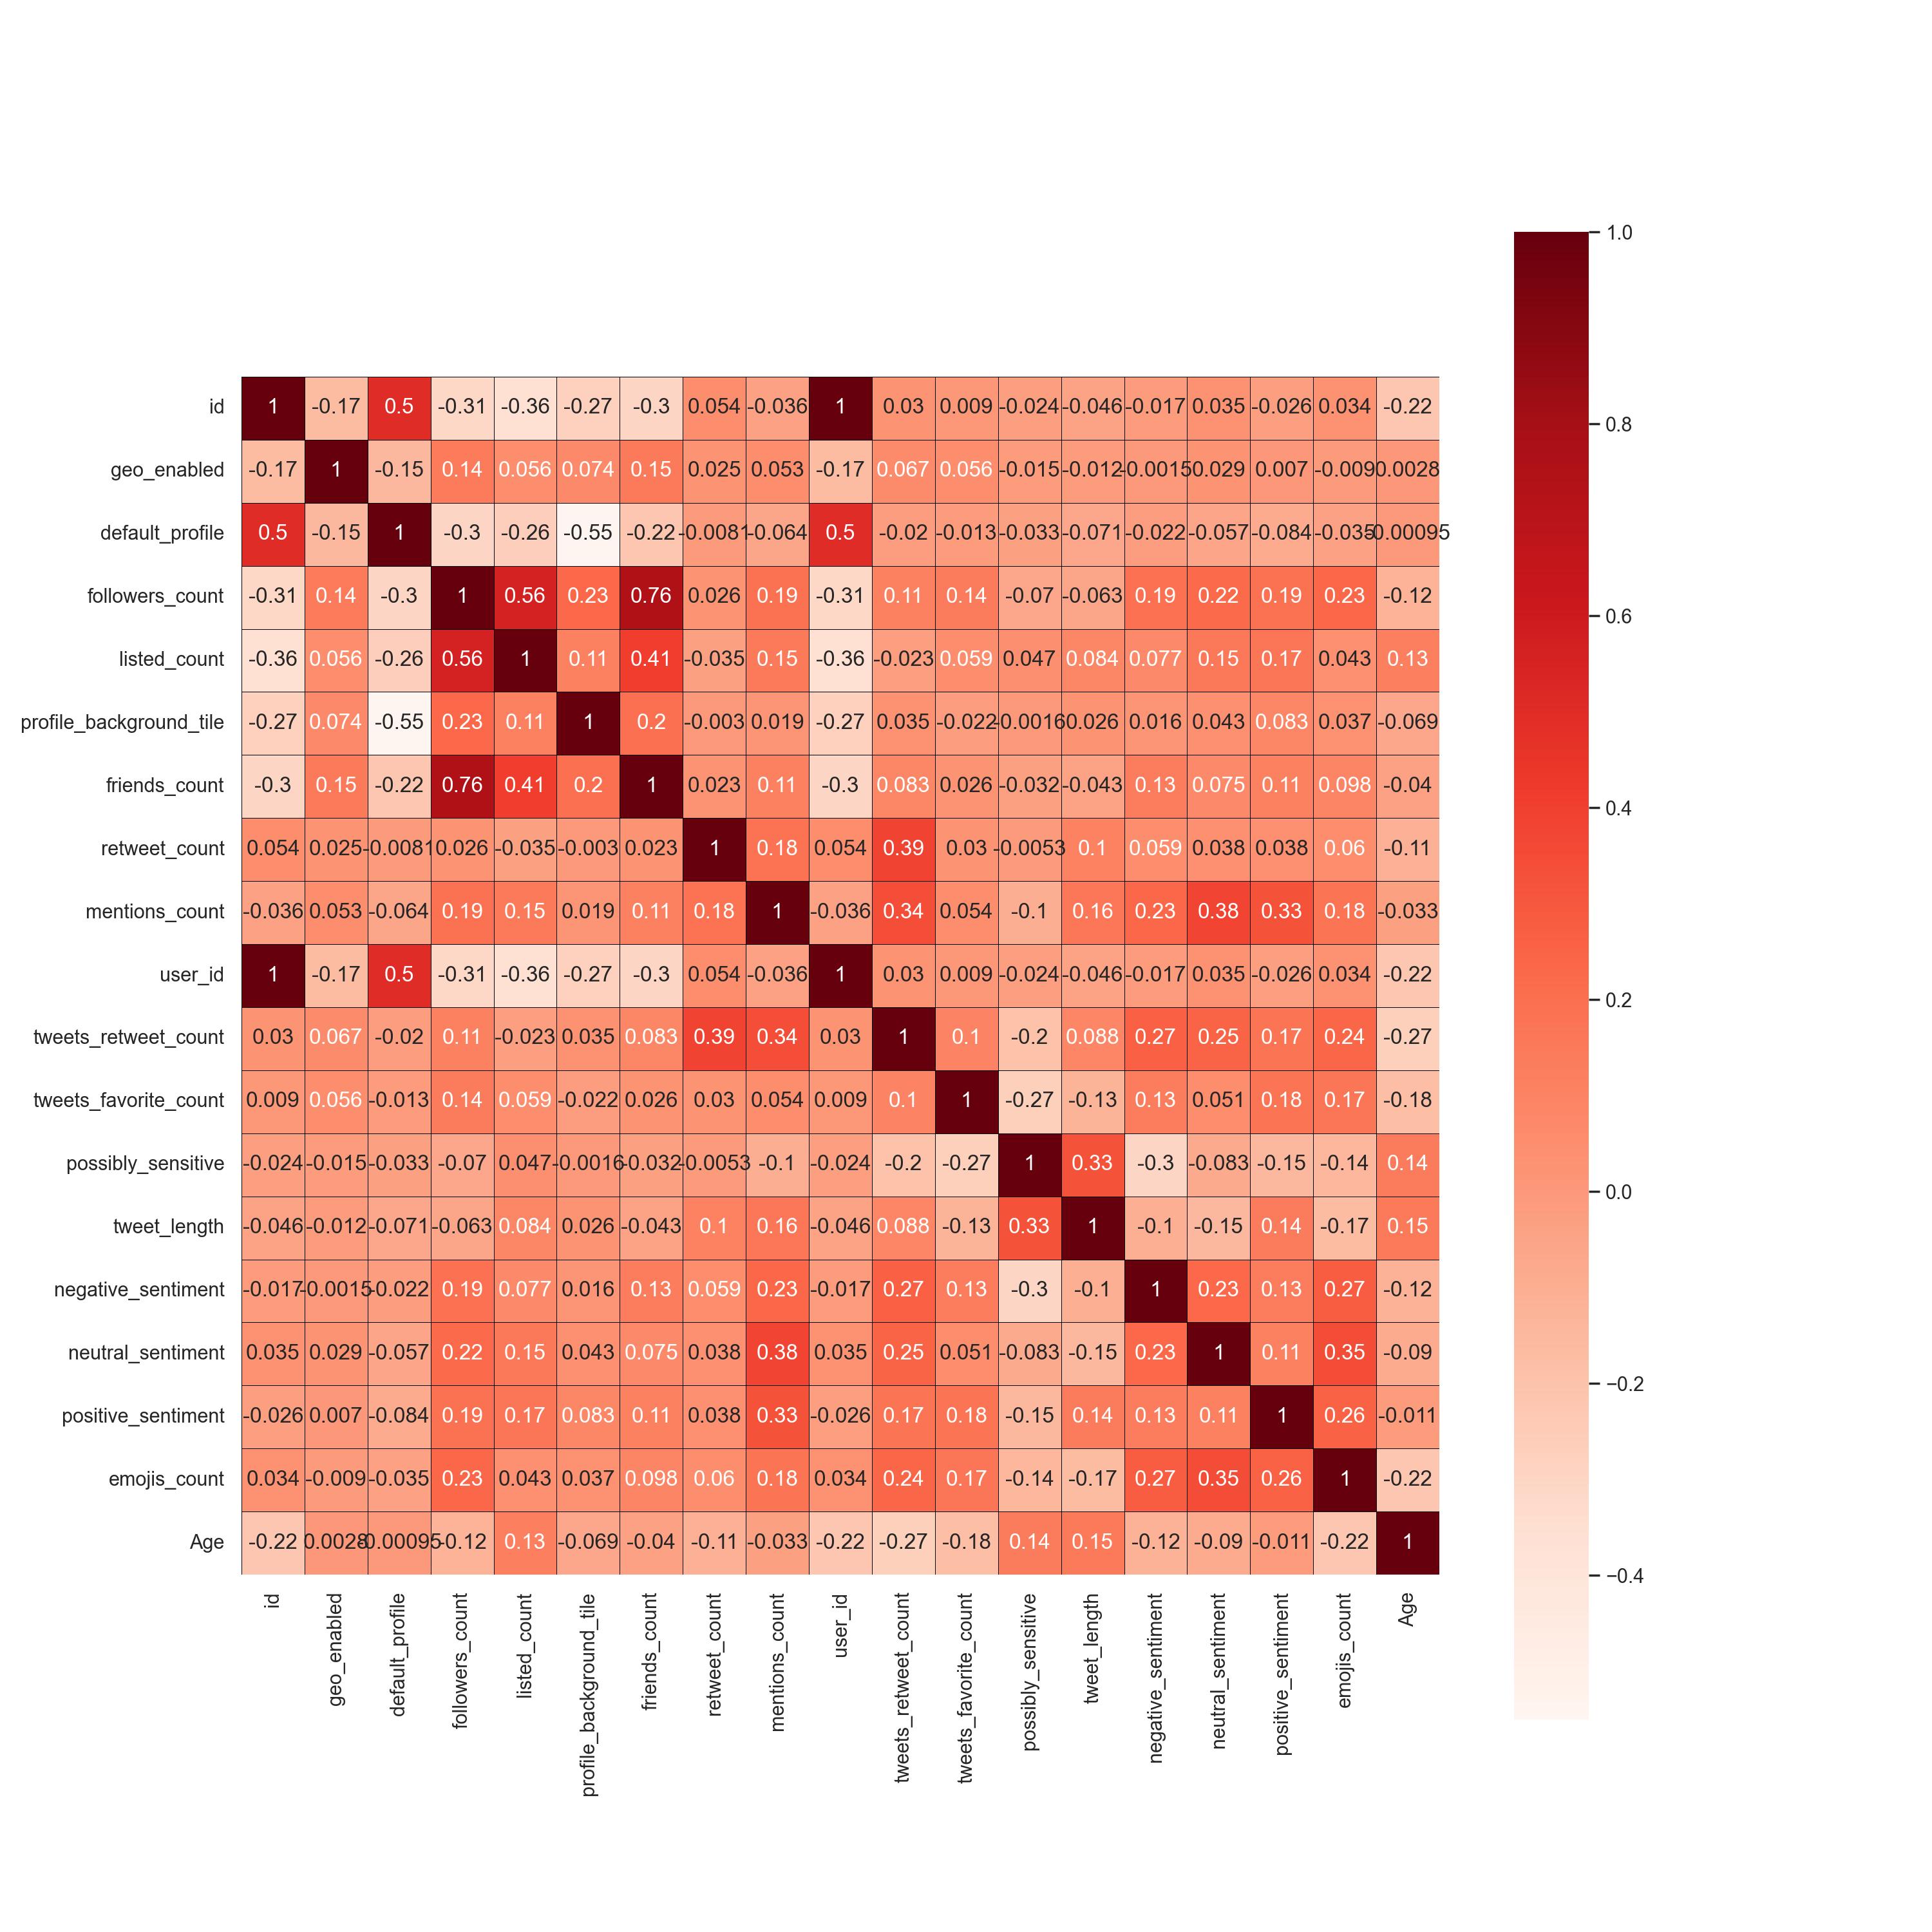 id 1 -0.17 0.5 -0.31 -0.36 -0.27 -0.3 0.054 -0.036 1 0.03 0.009 -0.024 -0.046 -0.017 0.035 -0.026 0.034 -0.22
geo_enabled -0.17 1 -0.15 0.14 0.056 0.074 0.15 0.025 0.053 -0.17 0.067 0.056 -0.015 -0.012 -0.0015 0.029 0.007 -0.009 0.0028
default_profile 0.5 -0.15 1 -0.3 -0.26 -0.55 -0.22 -0.0081 -0.064 0.5 -0.02 -0.013 -0.033 -0.071 -0.022 -0.057 -0.084 -0.035 -0.00095
followers_count -0.31 0.14 -0.3 1 0.56 0.23 0.76 0.026 0.19 -0.31 0.11 0.14 -0.07 -0.063 0.19 0.22 0.19 0.23 -0.12
listed_count -0.36 0.056 -0.26 0.56 1 0.11 0.41 -0.035 0.15 -0.36 -0.023 0.059 0.047 0.084 0.077 0.15 0.17 0.043 0.13
profile_background_tile -0.27 0.074 -0.55 0.23 0.11 1 0.2 -0.003 0.019 -0.27 0.035 -0.022 -0.0016 0.026 0.016 0.043 0.083 0.037 -0.069
friends_count -0.3 0.15 -0.22 0.76 0.41 0.2 1 0.023 0.11 -0.3 0.083 0.026 -0.032 -0.043 0.13 0.075 0.11 0.098 -0.04
retweet_count 0.054 0.025 -0.0081 0.026 -0.035 -0.003 0.023 1 0.18 0.054 0.39 0.03 -0.0053 0.1 0.059 0.038 0.038 0.06 -0.11
mentions_count -0.036 0.053 -0.064 0.19 0.15 0.019 0.11 0.18 1 -0.036 0.34 0.054 -0.1 0.16 0.23 0.38 0.33 0.18 -0.033
user_id 1 -0.17 0.5 -0.31 -0.36 -0.27 -0.3 0.054 -0.036 1 0.03 0.009 -0.024 -0.046 -0.017 0.035 -0.026 0.034 -0.22
tweets_retweet_count 0.03 0.067 -0.02 0.11 -0.023 0.035 0.083 0.39 0.34 0.03 1 0.1 -0.2 0.088 0.27 0.25 0.17 0.24 -0.27
tweets_favorite_count 0.009 0.056 -0.013 0.14 0.059 -0.022 0.026 0.03 0.054 0.009 0.1 1 -0.27 -0.13 0.13 0.051 0.18 0.17 -0.18
possibly_sensitive -0.024 -0.015 -0.033 -0.07 0.047 -0.0016 -0.032 -0.0053 -0.1 -0.024 -0.2 -0.27 1 0.33 -0.3 -0.083 -0.15 -0.14 0.14
tweet_length -0.046 -0.012 -0.071 -0.063 0.084 0.026 -0.043 0.1 0.16 -0.046 0.088 -0.13 0.33 1 -0.1 -0.15 0.14 -0.17 0.15
negative_sentiment -0.017 -0.0015 -0.022 0.19 0.077 0.016 0.13 0.059 0.23 -0.017 0.27 0.13 -0.3 -0.1 1 0.23 0.13 0.27 -0.12
neutral_sentiment 0.035 0.029 -0.057 0.22 0.15 0.043 0.075 0.038 0.38 0.035 0.25 0.051 -0.083 -0.15 0.23 1 0.11 0.35 -0.09
positive_sentiment -0.026 0.007 -0.084 0.19 0.17 0.083 0.11 0.038 0.33 -0.026 0.17 0.18 -0.15 0.14 0.13 0.11 1 0.26 -0.011
emojis_count 0.034 -0.009 -0.035 0.23 0.043 0.037 0.098 0.06 0.18 0.034 0.24 0.17 -0.14 -0.17 0.27 0.35 0.26 1 -0.22
Age -0.22 0.0028 -0.00095 -0.12 0.13 -0.069 -0.04 -0.11 -0.033 -0.22 -0.27 -0.18 0.14 0.15 -0.12 -0.09 -0.011 -0.22 1
id
geo_enabled
default_profile
followers_count
listed_count
profile_background_tile
friends_count
retweet_count
mentions_count
user_id
tweets_retweet_count
tweets_favorite_count
possibly_sensitive
tweet_length
negative_sentiment
neutral_sentiment
positive_sentiment
emojis_count
Age
1.0
0.8
0.6
0.4
0.2
0.0
−0.2
−0.4